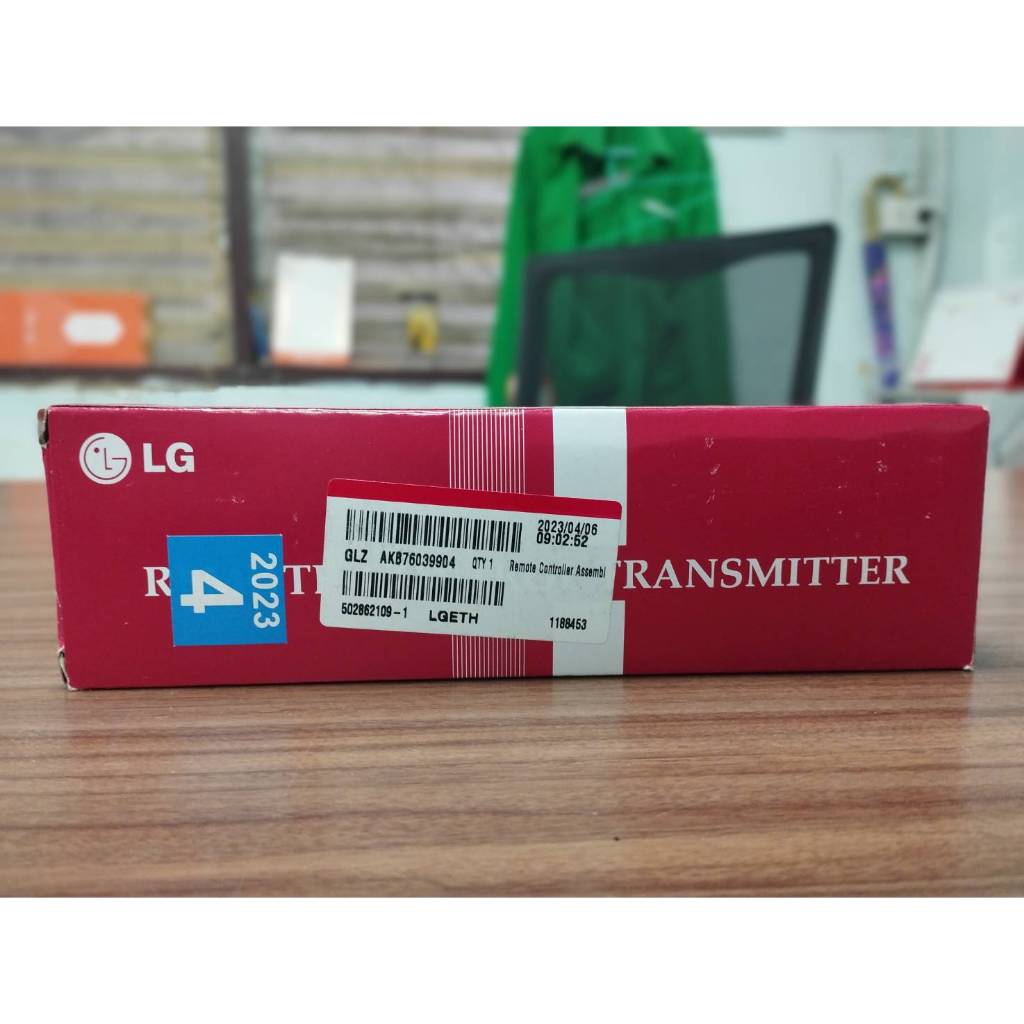 LG
2023/04/06
09:02:52
GLZ AKB76039904 QTY 1 Remote Controller Assembl
502862109-1 LGETH 1188453
2023
4
TRANSMITTER